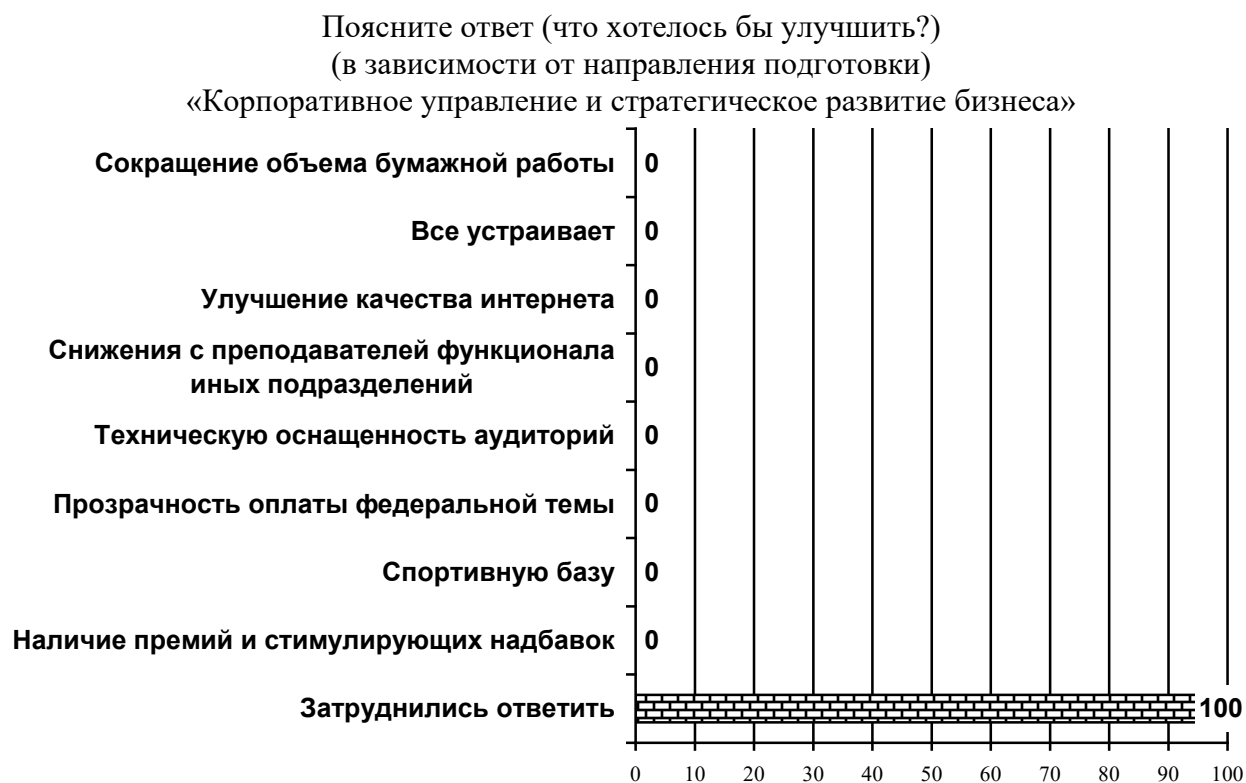 Поясните ответ (что хотелось бы улучшить?)
(в зависимости от направления подготовки)
«Корпоративное управление и стратегическое развитие бизнеса»
Сокращение объема бумажной работы 0
Все устраивает 0
Улучшение качества интернета 0
Снижения с преподавателей функционала
иных подразделений 0
Техническую оснащенность аудиторий 0
Прозрачность оплаты федеральной темы 0
Спортивную базу 0
Наличие премий и стимулирующих надбавок 0
Затруднились ответить 100
0 10 20 30 40 50 60 70 80 90 100